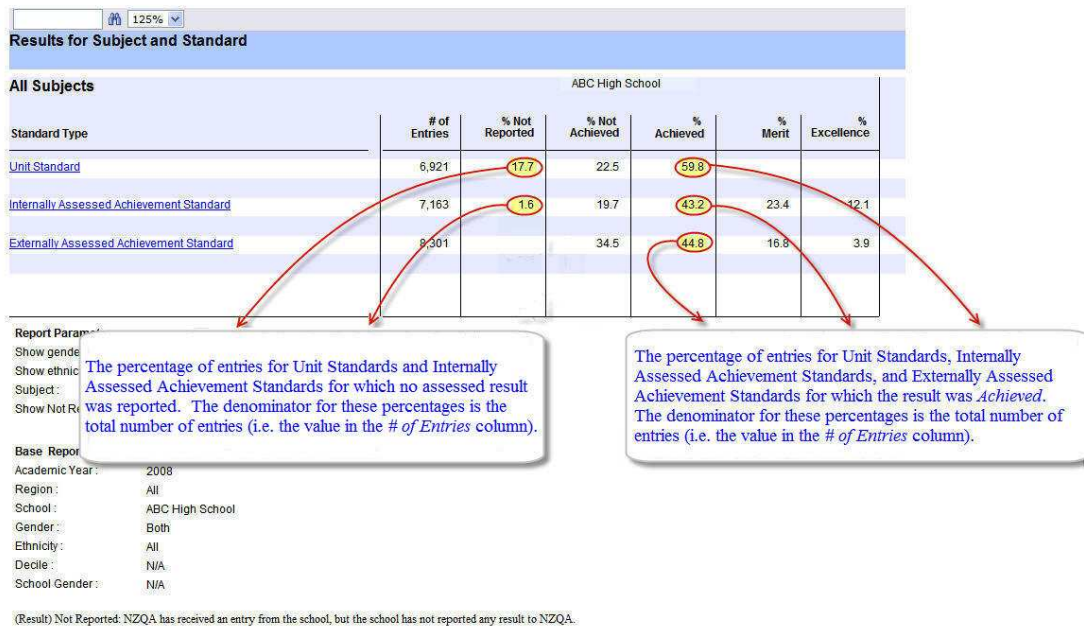 125%
Results for Subject and Standard
All Subjects ABC High School
Standard Type # of Entries % Not Reported % Not Achieved % Achieved % Merit % Excellence
Unit Standard 6,921 17.7 22.5 59.8
Internally Assessed Achievement Standard 7,163 1.6 19.7 43.2 23.4 12.1
Externally Assessed Achievement Standard 8,301 34.5 44.8 16.8 3.9
Report
Show
Show
Subject :
Show Not
The percentage of entries for Unit Standards and Internally
Assessed Achievement Standards for which no assessed result
was reported. The denominator for these percentages is the
total number of entries (i.e. the value in the # of Entries column).
The percentage of entries for Unit Standards, Internally
Assessed Achievement Standards, and Externally Assessed
Achievement Standards for which the result was Achieved.
The denominator for these percentages is the total number of
entries (i.e. the value in the # of Entries column).
Base
Academic Year : 2008
Region : All
School : ABC High School
Gender : Both
Ethnicity : All
Decile : N/A
School Gender : N/A
(Result) Not Reported: NZQA has received an entry from the school, but the school has not reported any result to NZQA.